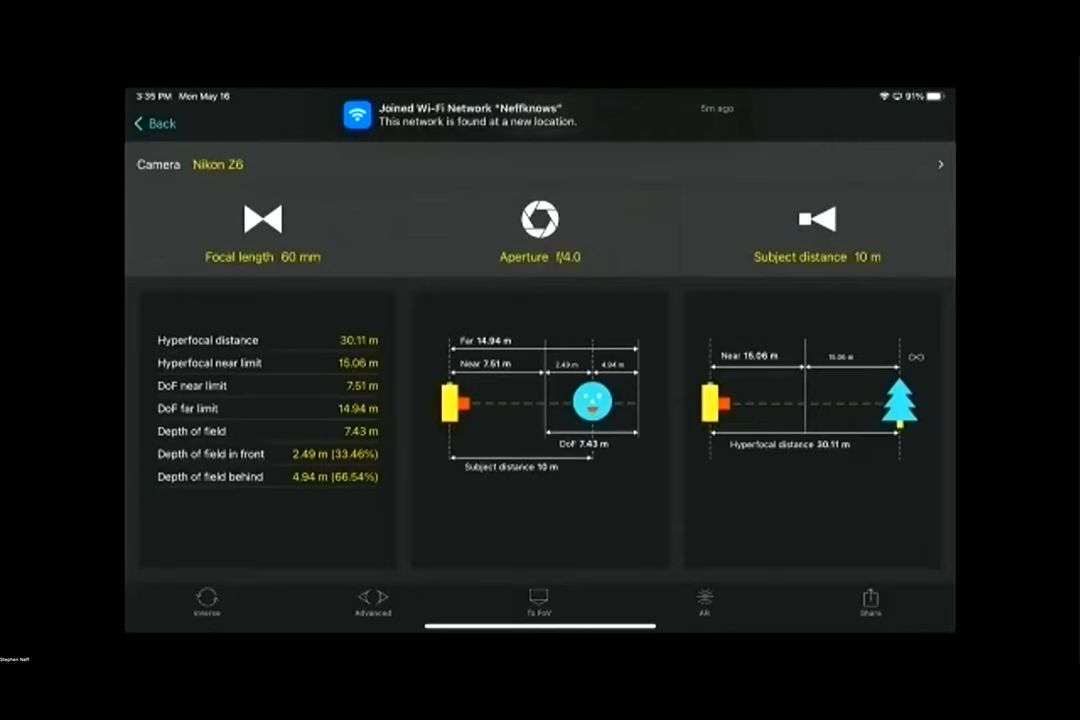 3:35 PM Mon May 16
Joined Wi-Fi Network "Neffknows"
This network is found at a new location.
5m ago
91%
Back
Camera Nikon Z6
Focal length 60 mm
Aperture f/4.0
Subject distance 10 m
Hyperfocal distance 30.11 m
Hyperfocal near limit 15.06 m
DoF near limit 7.51 m
DoF far limit 14.94 m
Depth of field 7.43 m
Depth of field in front 2.49 m (33.46%)
Depth of field behind 4.94 m (66.54%)
Far 14.94 m
Near 7.51 m
2.49 m
4.94 m
DoF 7.43 m
Subject distance 10 m
Near 15.06 m
15.06 m
∞
Hyperfocal distance 30.11 m
Inverse
Advanced
To FoV
AR
Share
Stephen Neff